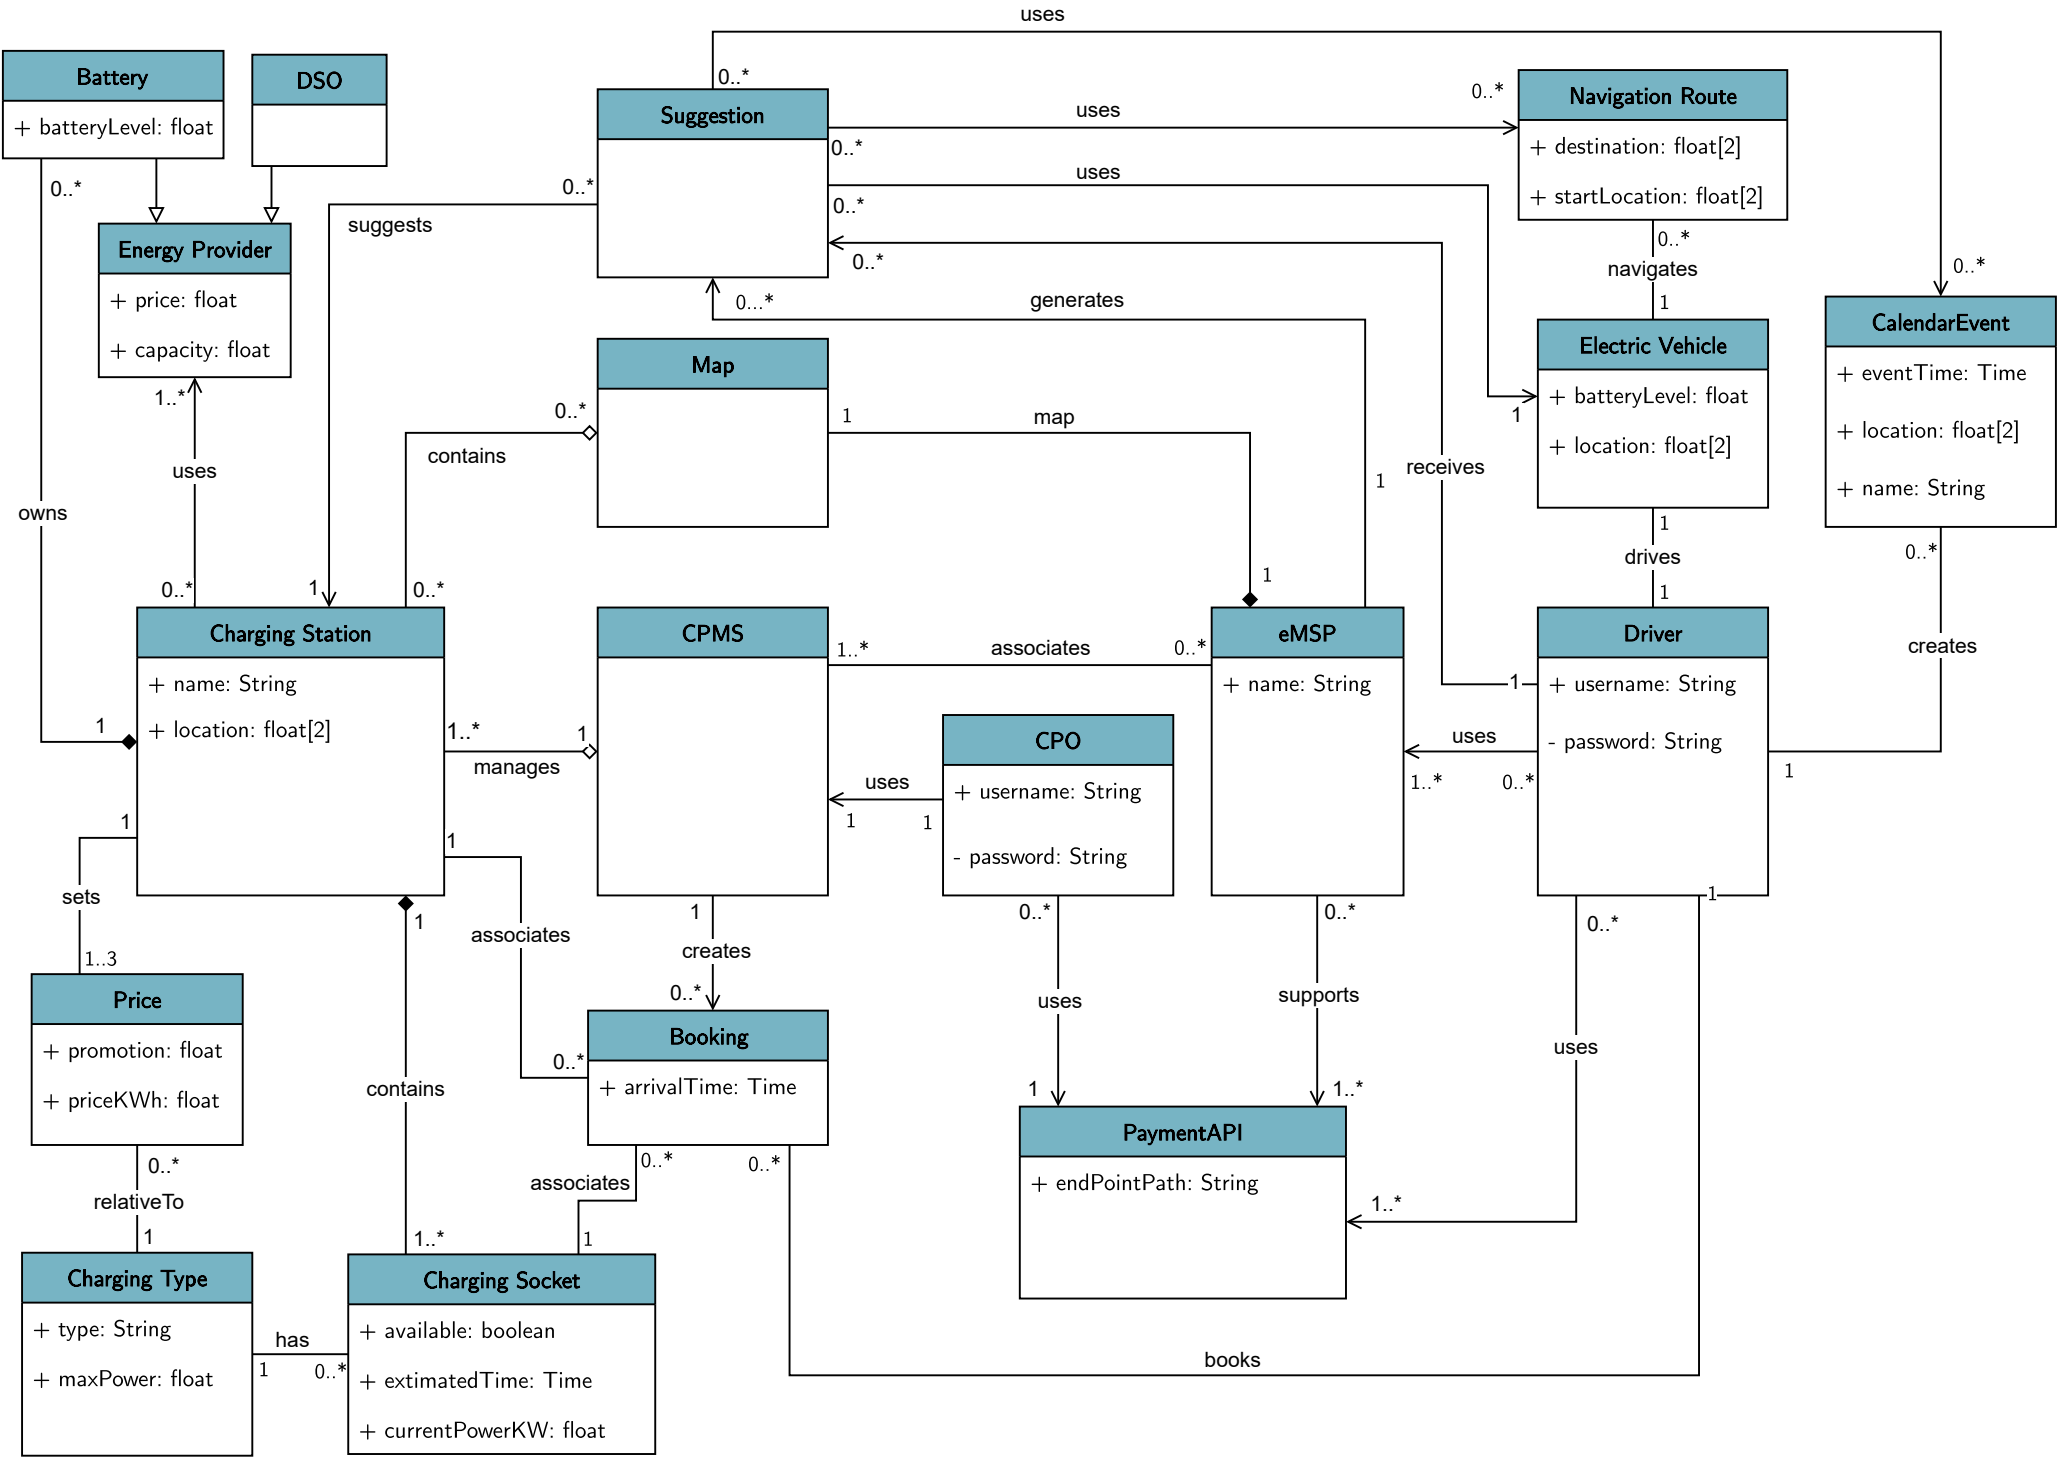 uses
Battery
+ batteryLevel: float
DSO
0..*
Suggestion
uses
0..*
0..*
Navigation Route
+ destination: float[2]
+ startLocation: float[2]
0..*
0..*
suggests
uses
0..*
0..*
Energy Provider
+ price: float
+ capacity: float
0...*
generates
0..*
navigates
1
0..*
CalendarEvent
+ eventTime: Time
+ location: float[2]
+ name: String
Electric Vehicle
+ batteryLevel: float
+ location: float[2]
1
Map
1..*
0..*
contains
1
map
uses
owns
receives
1
1
drives
1
0..*
creates
0..*
1
0..*
1
Charging Station
+ name: String
+ location: float[2]
CPMS
1..*
associates
0..*
eMSP
+ name: String
Driver
+ username: String
- password: String
1
1
1..*
1
manages
CPO
+ username: String
- password: String
uses
1
1
uses
1..*
0..*
1
1
sets
1..3
1
associates
0..*
1
1
creates
0..*
0..*
0..*
0..*
1
uses
supports
uses
1
1..*
1..*
Price
+ promotion: float
+ priceKWh: float
Booking
+ arrivalTime: Time
PaymentAPI
+ endPointPath: String
contains
0..*
relativeTo
1
0..*
associates
1
0..*
1..*
Charging Type
+ type: String
+ maxPower: float
has
1
0..*
Charging Socket
+ available: boolean
+ extimatedTime: Time
+ currentPowerKW: float
books